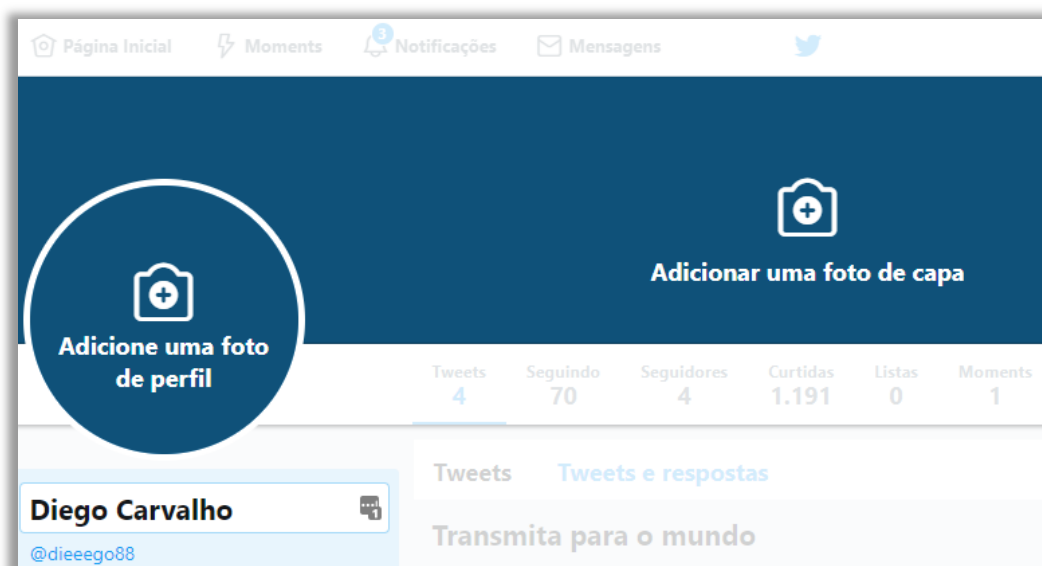 Página Inicial Moments 3 Notificações Mensagens
Adicionar uma foto de capa
Adicione uma foto
de perfil
Tweets Seguindo Seguidores Curtidas Listas Moments
4 70 4 1.191 0 1
Tweets Tweets e respostas
Diego Carvalho 1
@dieeego88
Transmita para o mundo